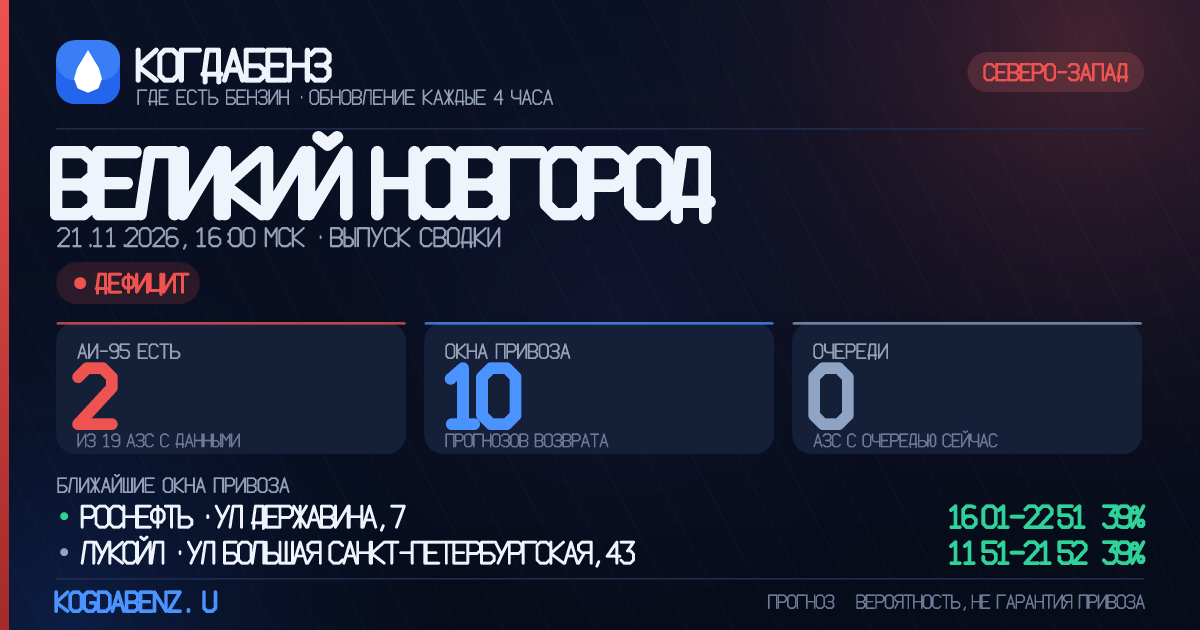 КОГДАБЕНЗ
ГДЕ ЕСТЬ БЕНЗИН · ОБНОВЛЕНИЕ КАЖДЫЕ 4 ЧАСА
СЕВЕРО-ЗАПАД
ВЕЛИКИЙ НОВГОРОД
21.11 2026, 16:00 МСК · ВЫПУСК СВОДКИ
• ДЕФИЦИТ
АИ-95 ЕСТЬ
2
ИЗ 19 АЗС С ДАННЫМИ
ОКНА ПРИВОЗА
10
ПРОГНОЗОВ ВОЗВРАТА
ОЧЕРЕДИ
0
АЗС С ОЧЕРЕДЬЮ СЕЙЧАС
БЛИЖАЙШИЕ ОКНА ПРИВОЗА
• РОСНЕФТЬ · УЛ ДЕРЖАВИНА, 7 16 01-22 51 39%
• ЛУКОЙЛ · УЛ БОЛЬШАЯ САНКТ-ПЕТЕРБУРГСКАЯ, 43 11 51-21 52 39%
KOGDABENZ. U
ПРОГНОЗ ВЕРОЯТНОСТЬ, НЕ ГАРАНТИЯ ПРИВОЗА